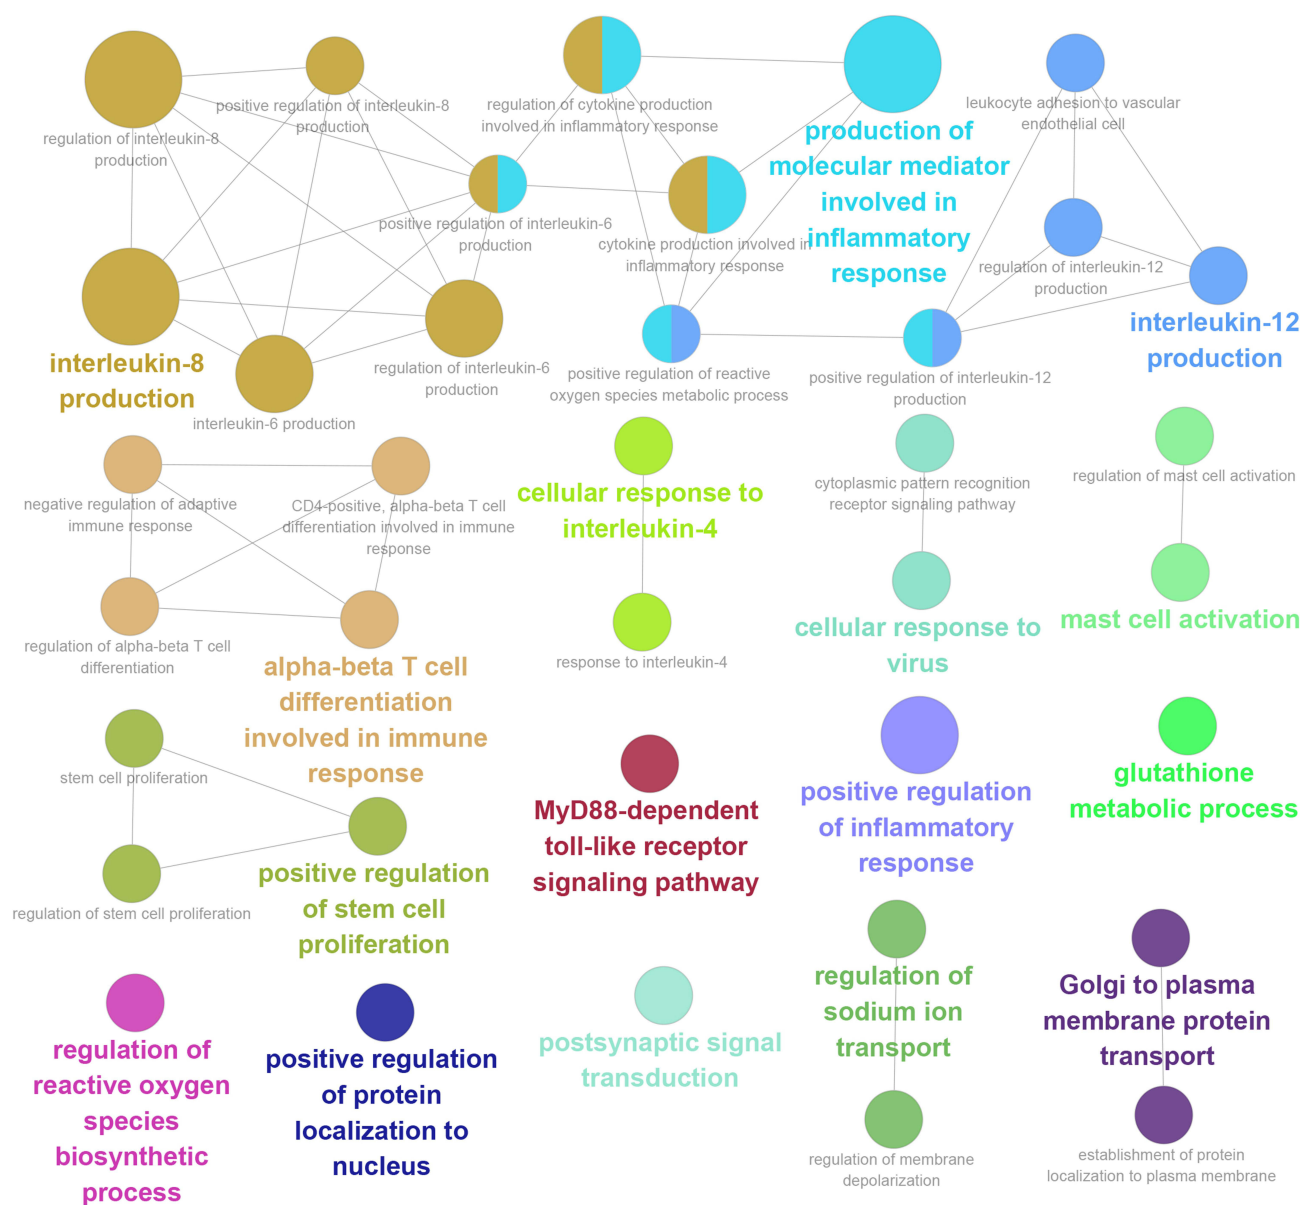 regulation of interleukin-8
production
positive regulation of interleukin-8
production
regulation of cytokine production
involved in inflammatory response
production of
molecular mediator
involved in
inflammatory
response
leukocyte adhesion to vascular
endothelial cell
positive regulation of interleukin-6
production
cytokine production involved in
inflammatory response
regulation of interleukin-12
production
interleukin-12
production
interleukin-8
production
interleukin-6 production
regulation of interleukin-6
production
positive regulation of reactive
oxygen species metabolic process
positive regulation of interleukin-12
production
negative regulation of adaptive
immune response
CD4-positive, alpha-beta T cell
differentiation involved in immune
response
cellular response to
interleukin-4
cytoplasmic pattern recognition
receptor signaling pathway
regulation of mast cell activation
regulation of alpha-beta T cell
differentiation
alpha-beta T cell
differentiation
involved in immune
response
response to interleukin-4
cellular response to
virus
mast cell activation
stem cell proliferation
regulation of stem cell proliferation
positive regulation
of stem cell
proliferation
MyD88-dependent
toll-like receptor
signaling pathway
positive regulation
of inflammatory
response
glutathione
metabolic process
regulation of
reactive oxygen
species
biosynthetic
process
positive regulation
of protein
localization to
nucleus
postsynaptic signal
transduction
regulation of
sodium ion
transport
regulation of membrane
depolarization
Golgi to plasma
membrane protein
transport
establishment of protein
localization to plasma membrane